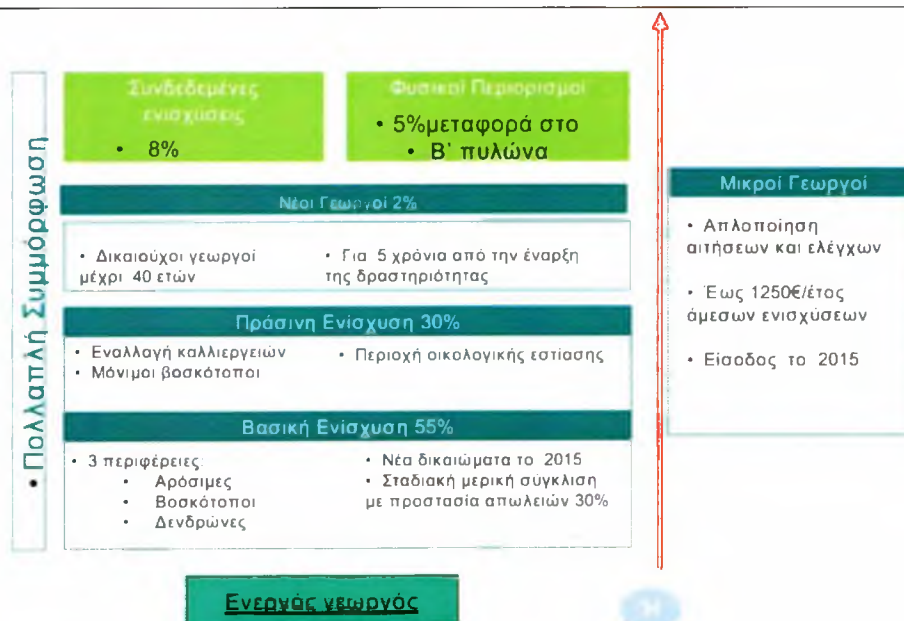 • Πολλαπλή Συμμόρφωση
Συνδεδεμένες
ενισχύσεις
• 8%
Φυσικοί Περιορισμοί
• 5%μεταφορά στο
• Β' πυλώνα
Νέοι Γεωργοί 2%
• Δικαιούχοι γεωργοί
μέχρι 40 ετών
• Για 5 χρόνια από την έναρξη
της δραστηριότητας
Πράσινη Ενίσχυση 30%
• Εναλλαγή καλλιεργειών
• Μόνιμοι βοσκότοποι
• Περιοχή οικολογικής εστίασης
Βασική Ενίσχυση 55%
• 3 περιφέρειες:
• Αρόσιμες
• Βοσκότοποι
• Δενδρώνες
• Νέα δικαιώματα το 2015
• Σταδιακή μερική σύγκλιση
με προστασία απωλειών 30%
Μικροί Γεωργοί
• Απλοποίηση
αιτήσεων και ελέγχων
• Έως 1250€/έτος
άμεσων ενισχύσεων
• Είσοδος το 2015
Ενεργός γεωργός